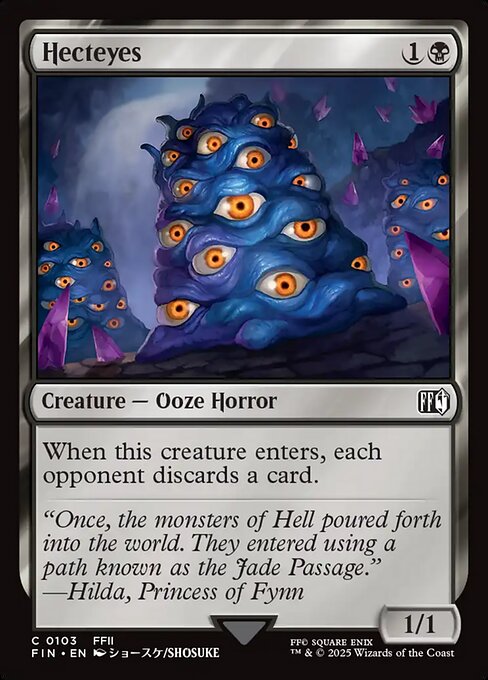 Hecteyes 1
Creature — Ooze Horror FF
When this creature enters, each
opponent discards a card.
“Once, the monsters of Hell poured forth
into the world. They entered using a
path known as the Jade Passage.”
—Hilda, Princess of Fynn
1/1
C 0103 FFII
FIN • EN ショースケ/SHOSUKE
FF© SQUARE ENIX
™ & © 2025 Wizards of the Coast